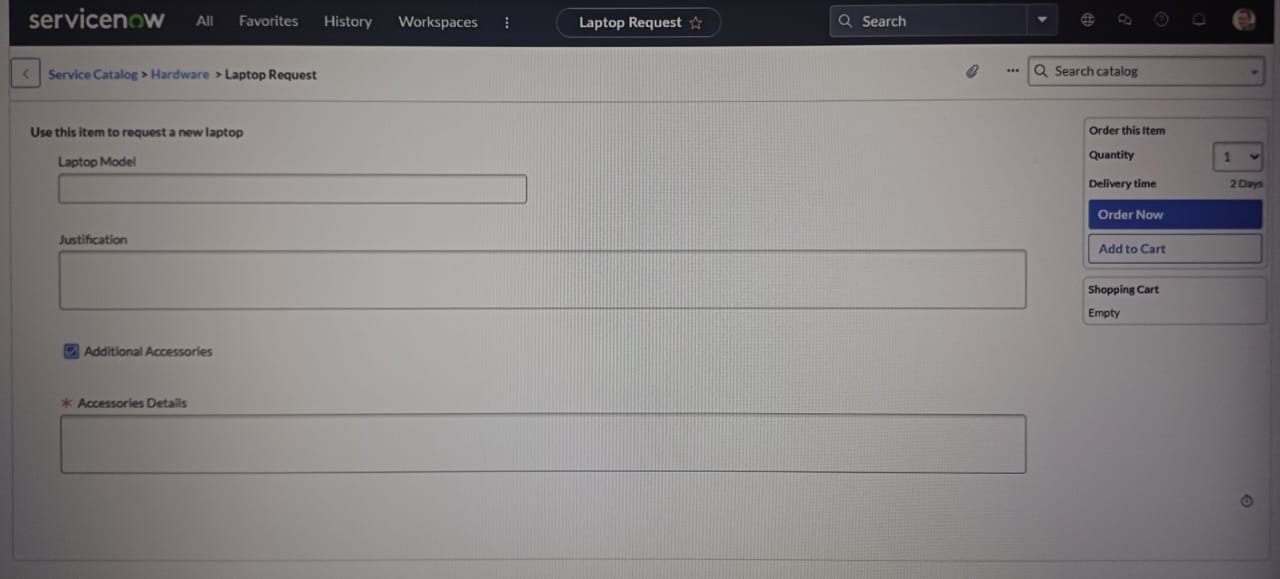 servicenow All Favorites History Workspaces Laptop Request Search
Service Catalog > Hardware > Laptop Request Search catalog
Use this item to request a new laptop
Laptop Model
Justification
Additional Accessories
* Accessories Details
Order this Item
Quantity 1
Delivery time 2 Days
Order Now
Add to Cart
Shopping Cart
Empty